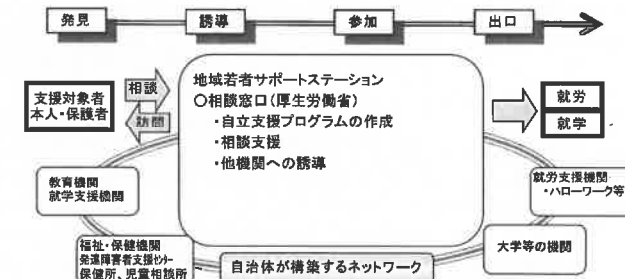 発見
誘導
参加
出口
支援対象者
本人・保護者
相談
訪問
地域若者サポートステーション
〇相談窓口（厚生労働省）
・自立支援プログラムの作成
・相談支援
・他機関への誘導
就労
就学
教育機関
就学支援機関
就労支援機関
・ハローワーク等
福祉・保健機関
発達障害者支援ｾﾝﾀｰ
保健所、児童相談所
自治体が構築するネットワーク
大学等の機関